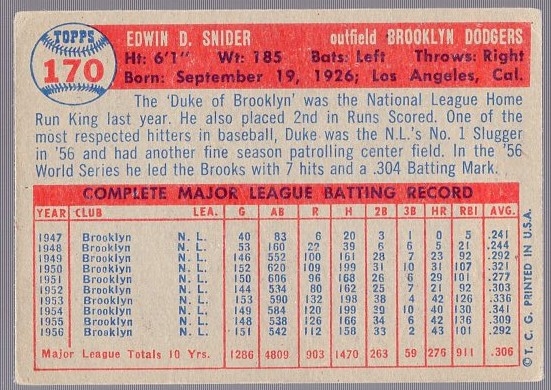 TOPPS
170
EDWIN D. SNIDER outfield BROOKLYN DODGERS
Ht: 6'1" Wt: 185 Bats: Left Throws: Right
Born: September 19, 1926; Los Angeles, Cal.
The 'Duke of Brooklyn' was the National League Home
Run King last year. He also placed 2nd in Runs Scored. One of
the most respected hitters in baseball, Duke was the N.L.'s No. 1 Slugger
in '56 and had another fine season patrolling center field. In the '56
World Series he led the Brooks with 7 hits and a .304 Batting Mark.
COMPLETE MAJOR LEAGUE BATTING RECORD
YEAR CLUB LEA. G AB R H 2B 3B HR RBI AVG.
1947 Brooklyn N. L. 40 83 6 20 3 1 0 5 .241
1948 Brooklyn N. L. 53 160 22 39 6 6 5 21 .244
1949 Brooklyn N. L. 146 552 100 161 28 7 23 92 .292
1950 Brooklyn N. L. 152 620 109 199 31 10 31 107 .321
1951 Brooklyn N. L. 150 606 96 168 26 6 29 101 .277
1952 Brooklyn N. L. 144 534 80 162 25 7 21 92 .303
1953 Brooklyn N. L. 153 590 132 198 38 4 42 126 .336
1954 Brooklyn N. L. 149 584 120 199 39 10 40 130 .341
1955 Brooklyn N. L. 148 538 126 166 34 6 42 136 .309
1956 Brooklyn N. L. 151 542 112 158 33 2 43 101 .292
Major League Totals 10 Yrs. 1286 4809 903 1470 263 59 276 911 .306
© T. C. G. PRINTED IN U.S.A.